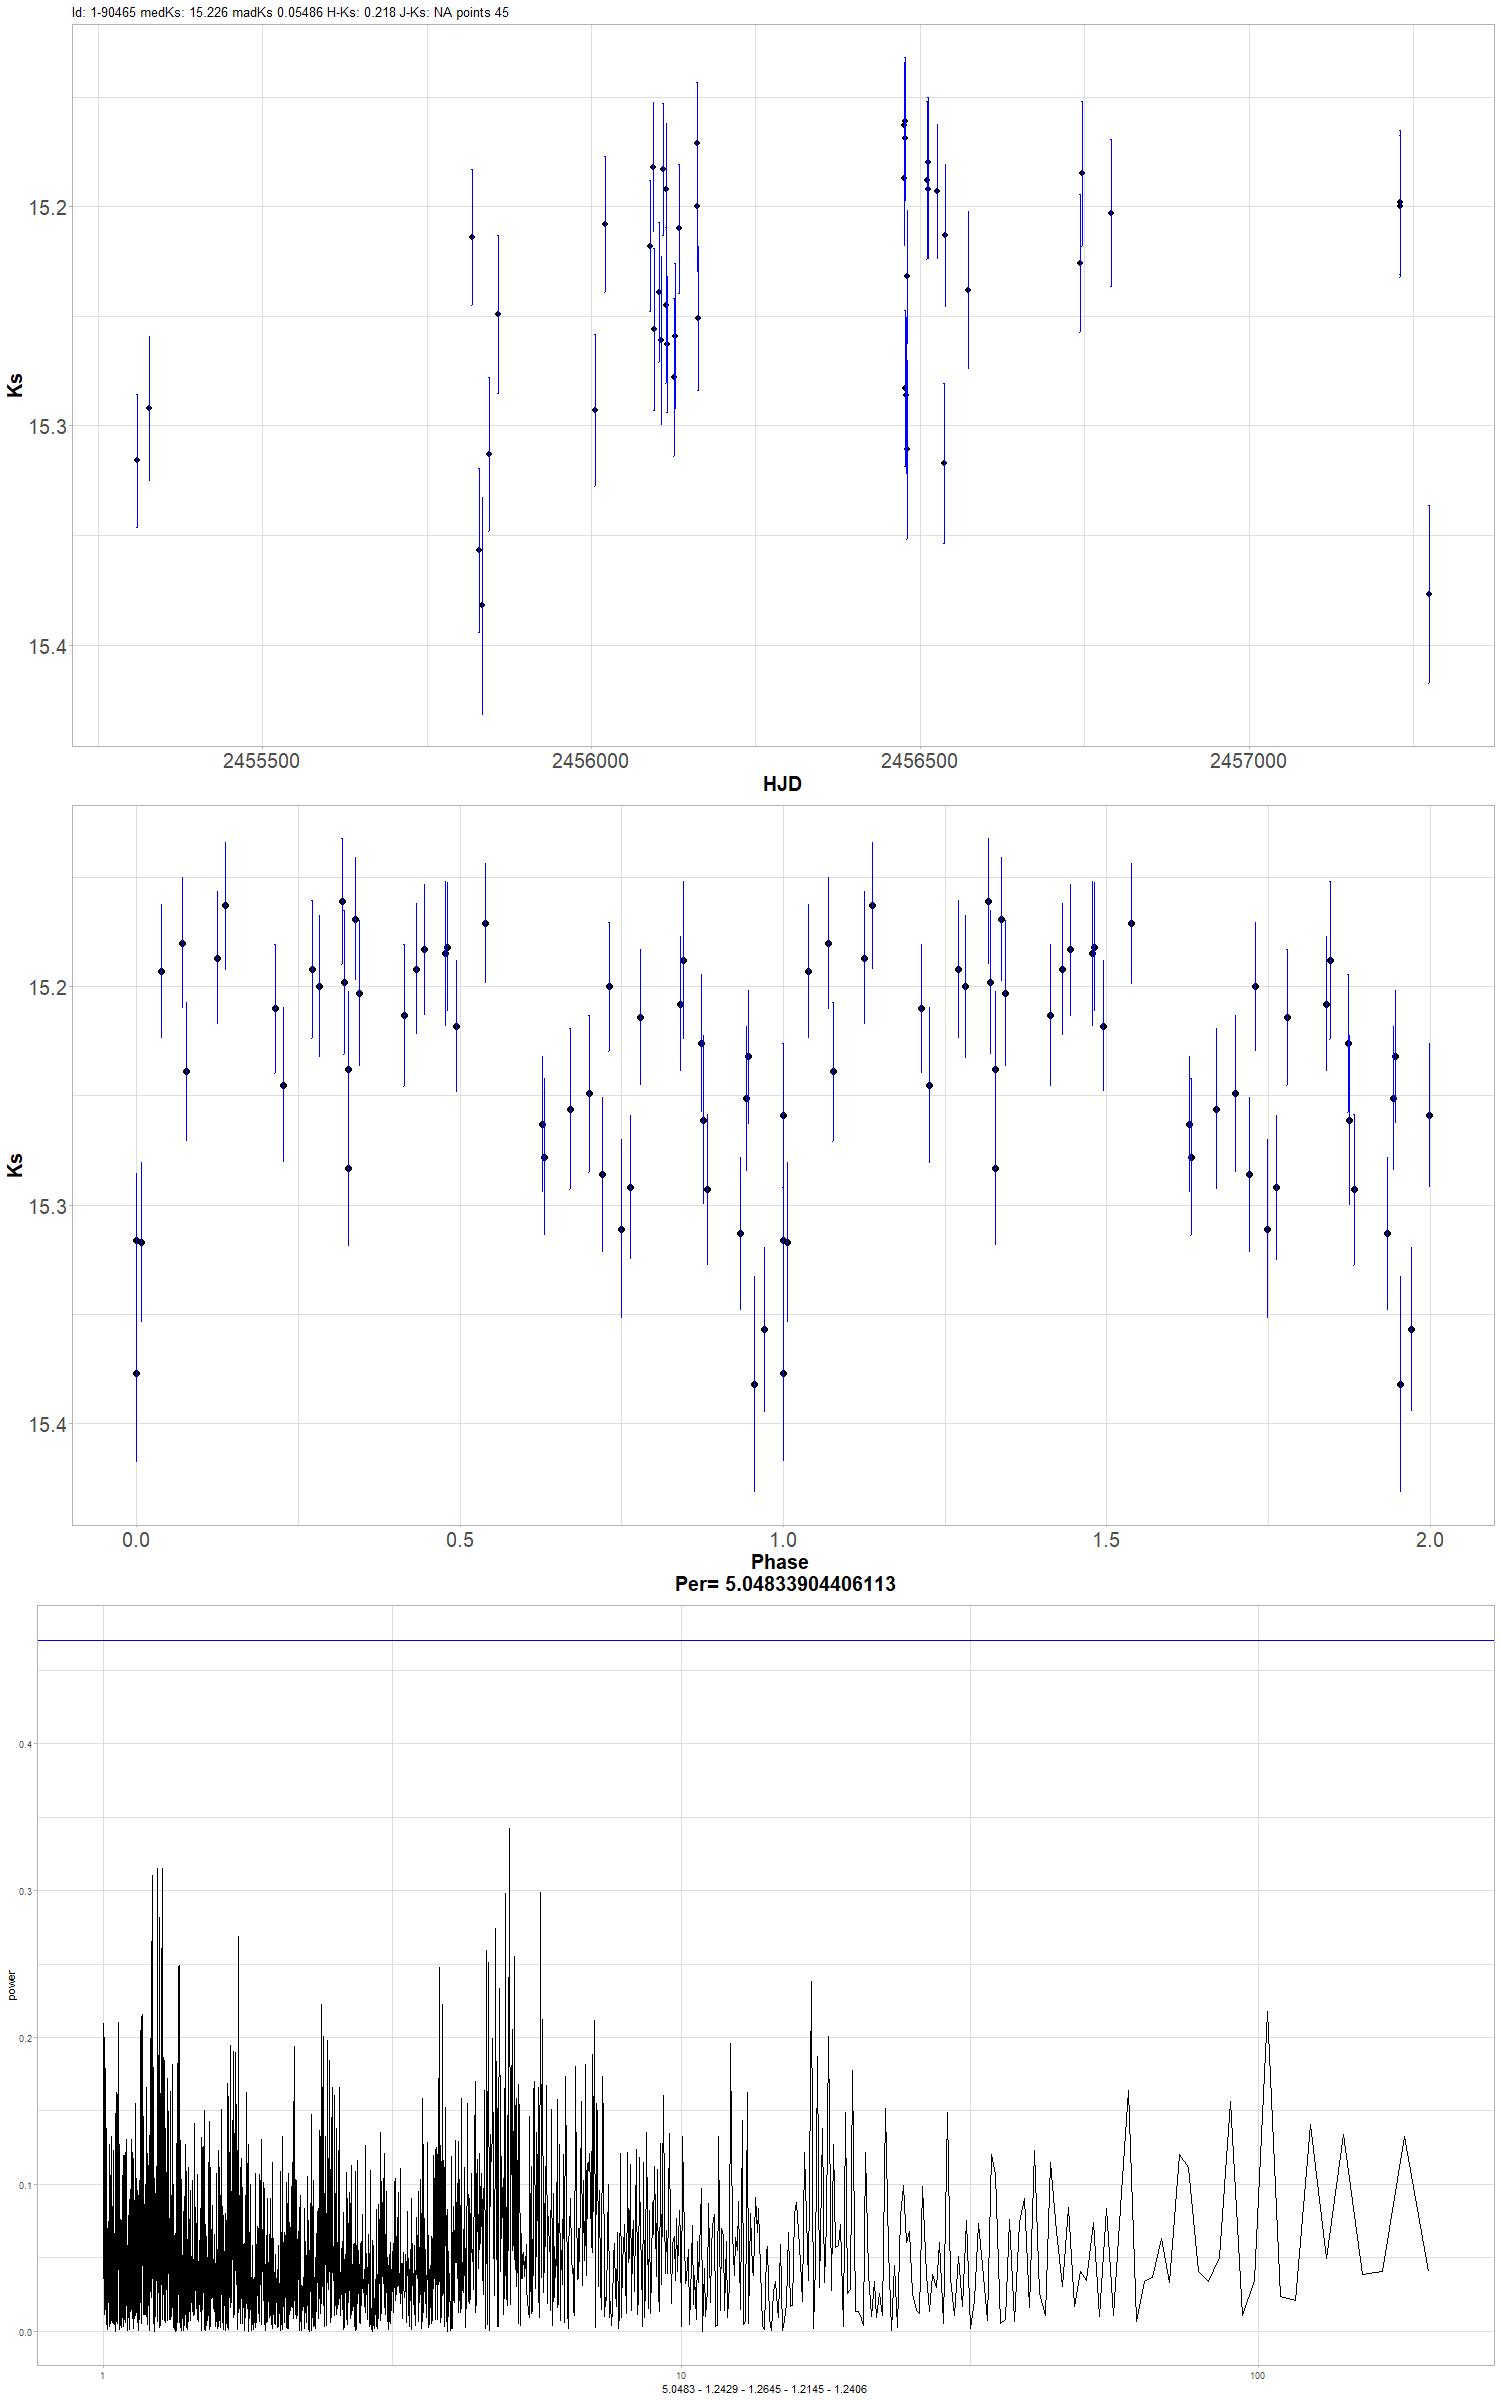 Id: 1-90465 medKs: 15.226 madKs 0.05486 H-Ks: 0.218 J-Ks: NA points 45
15.2
15.3
15.4
Ks
2455500 2456000 2456500 2457000
HJD
15.2
15.3
15.4
Ks
0.0 0.5 1.0 1.5 2.0
Phase
Per= 5.04833904406113
0.4
0.3
0.2
0.1
0.0
power
1 10 100
5.0483 - 1.2429 - 1.2645 - 1.2145 - 1.2406